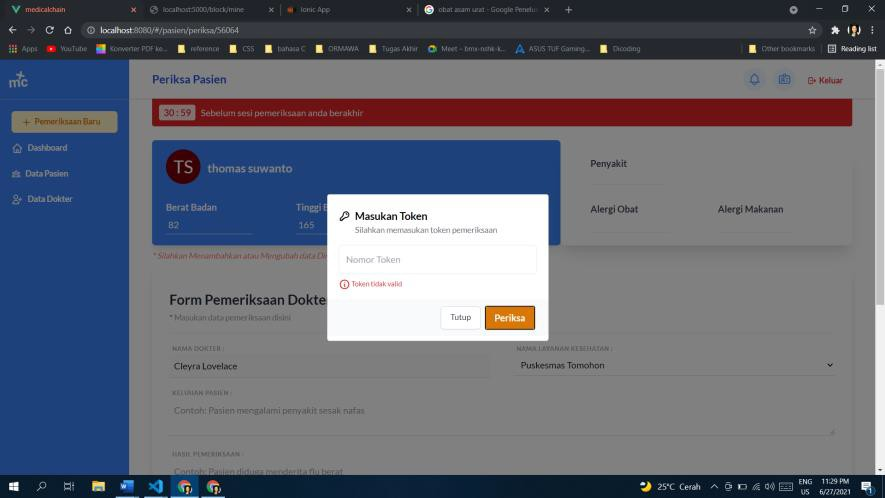 medicalchain
localhost:5000/block/mine
Ionic App
obat asam urat - Google Penelus
localhost:8080/#/pasien/periksa/56064
Apps
YouTube
Konverter PDF ke...
reference
CSS
bahasa C
ORMAWA
Tugas Akhir
Meet – bmx-nshk-k...
ASUS TUF Gaming...
Dicoding
Other bookmarks
Reading list
mc
Periksa Pasien
Keluar
+ Pemeriksaan Baru
Dashboard
Data Pasien
Data Dokter
30 : 59 Sebelum sesi pemeriksaan anda berakhir
TS thomas suwanto
Berat Badan
82
Tinggi B
165
Penyakit
Alergi Obat
Alergi Makanan
* Silahkan Menambahkan atau Mengubah data Di
Masukan Token
Silahkan memasukan token pemeriksaan
Nomor Token
Token tidak valid
Tutup
Periksa
Form Pemeriksaan Dokte
* Masukan data pemeriksaan disini
NAMA DOKTER :
Cleyra Lovelace
NAMA LAYANAN KESEHATAN :
Puskesmas Tomohon
KELUHAN PASIEN :
Contoh: Pasien mengalami penyakit sesak nafas
HASIL PEMERIKSAAN :
Contoh: Pasien diduga menderita flu berat
25°C Cerah
ENG
US
11:29 PM
6/27/2021